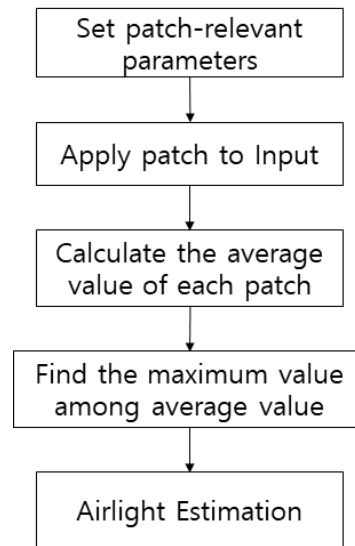 Set patch-relevant
parameters
Apply patch to Input
Calculate the average
value of each patch
Find the maximum value
among average value
Airlight Estimation